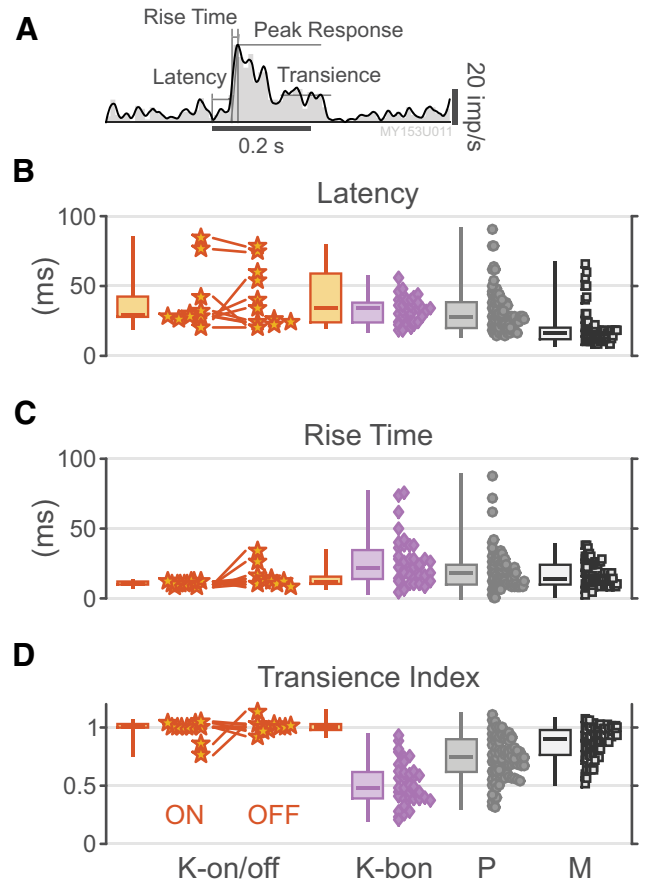 A
Rise Time
Peak Response
Latency
Transience
20 imp/s
MY153U011
0.2 s
B
Latency
(ms)
100
50
0
C
Rise Time
(ms)
100
50
0
D
Transience Index
1
0.5
0
ON OFF
K-on/off K-bon P M